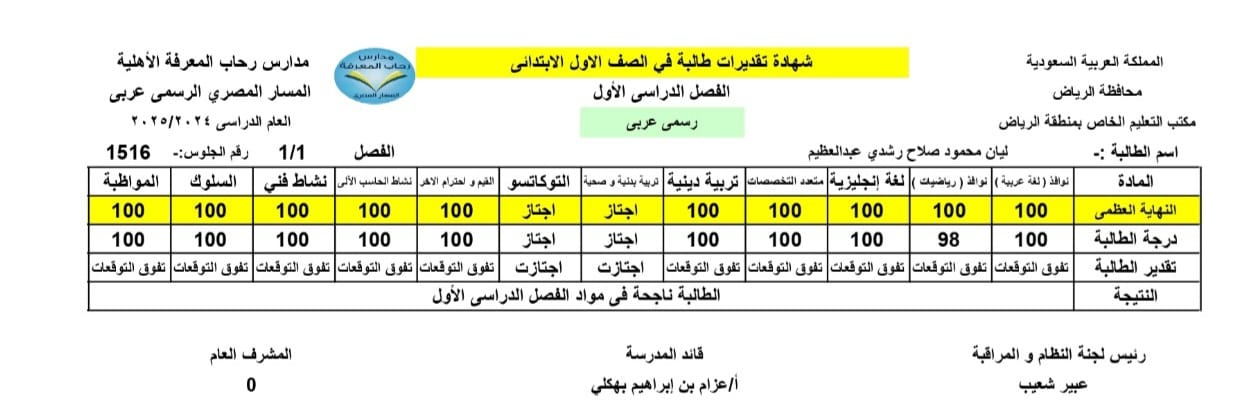 المملكة العربية السعودية
شهادة تقديرات طالبة في الصف الاول الابتدائى
مدارس رحاب المعرفة
المسار المصرى
مدارس رحاب المعرفة الأهلية
محافظة الرياض
الفصل الدراسى الأول
المسار المصري الرسمى عربى
مكتب التعليم الخاص بمنطقة الرياض
رسمى عربى
العام الدراسى ٢٠٢٥/٢٠٢٤
اسم الطالبة :- ليان محمود صلاح رشدي عبدالعظيم الفصل 1/1 رقم الجلوس:- 1516
المادة نوافذ ( لغة عربية ) نوافذ ( رياضيات ) لغة إنجليزية متعدد التخصصات تربية دينية تربية بدنية و صحية التوكاتسو القيم و احترام الاخر نشاط الحاسب الألى نشاط فني السلوك المواظبة
النهاية العظمى 100 100 100 100 100 اجتاز اجتاز 100 100 100 100 100
درجة الطالبة 100 98 100 100 100 اجتاز اجتاز 100 100 100 100 100
تقدير الطالبة تفوق التوقعات تفوق التوقعات تفوق التوقعات تفوق التوقعات تفوق التوقعات اجتازت اجتازت تفوق التوقعات تفوق التوقعات تفوق التوقعات تفوق التوقعات تفوق التوقعات
النتيجة الطالبة ناجحة فى مواد الفصل الدراسى الأول
رئيس لجنة النظام و المراقبة قائد المدرسة المشرف العام
عبير شعيب أ/عزام بن إبراهيم بهكلي 0